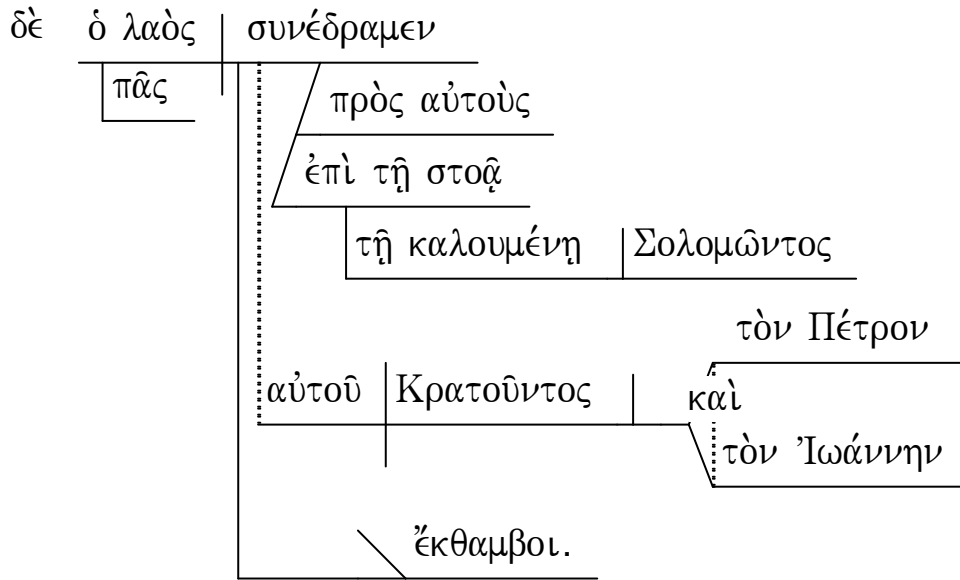 δὲ ὁ λαὸς συνέδραμεν
πᾶς
πρὸς αὐτοὺς
ἐπὶ τῇ στοᾷ
τῇ καλουμένῃ Σολομῶντος
τὸν Πέτρον
αὐτοῦ Κρατοῦντος καὶ
τὸν Ἰωάννην
ἔκθαμβοι.